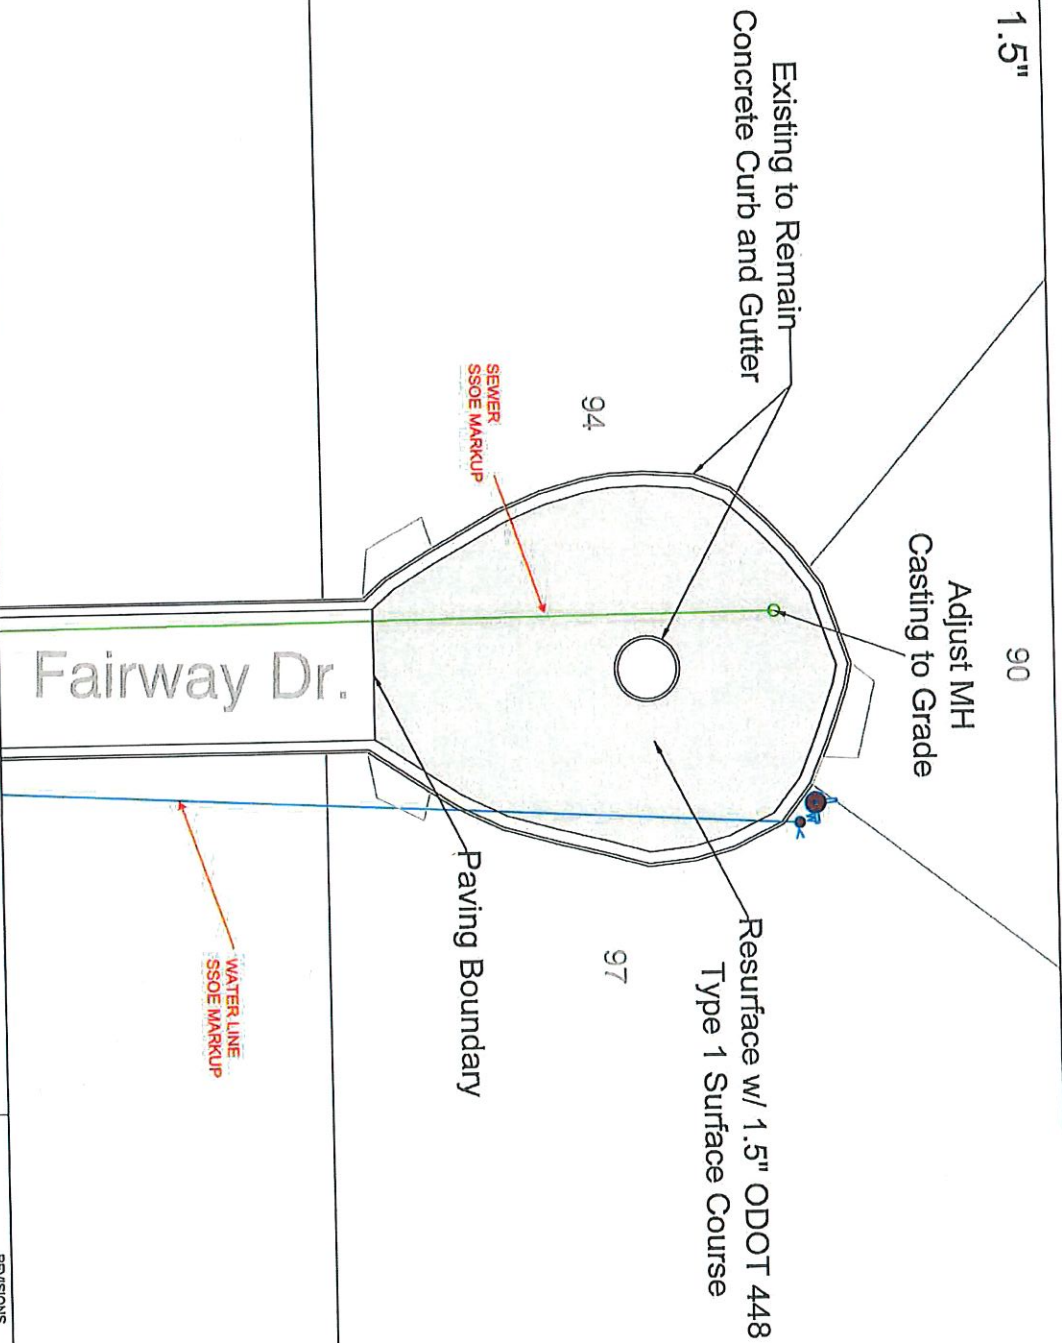 1.5"
Existing to Remain
Concrete Curb and Gutter
90
Adjust MH
Casting to Grade
94
SEWER
SSOE MARKUP
Fairway Dr.
97
Resurface w/ 1.5" ODOT 448
Type 1 Surface Course
Paving Boundary
WATER LINE
SSOE MARKUP
REVISIONS